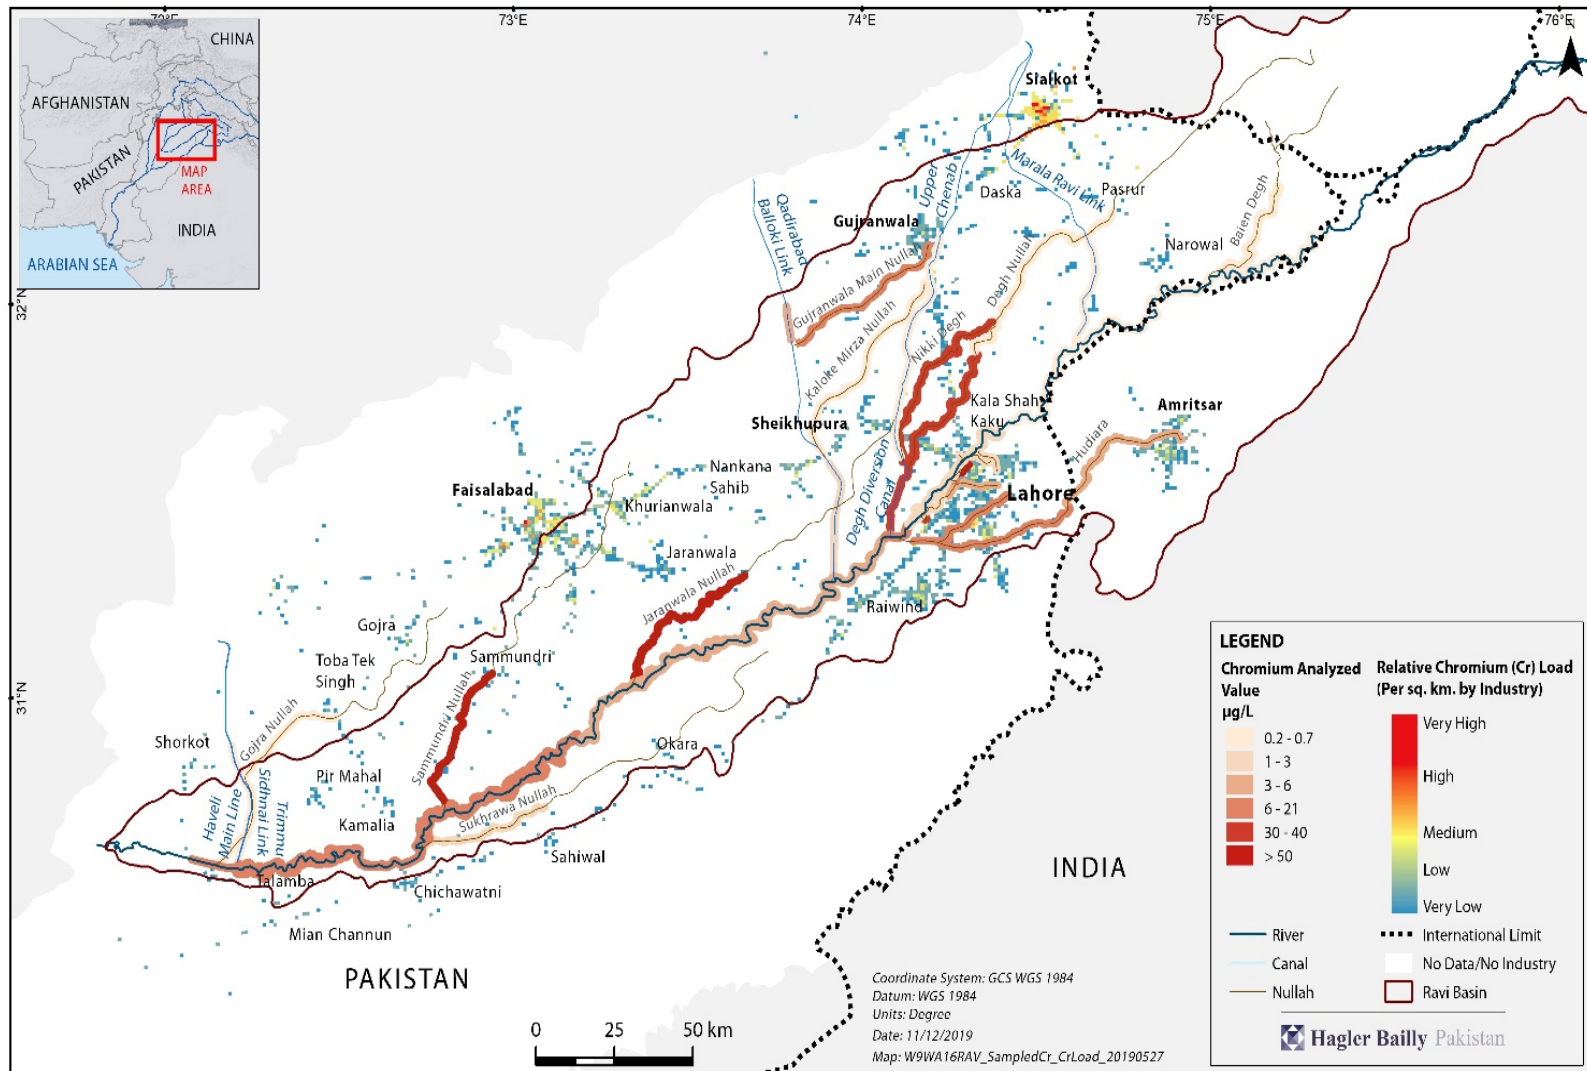 72°E
73°E
74°E
75°E
76°E
32°N
31°N
CHINA
AFGHANISTAN
PAKISTAN
MAP
AREA
INDIA
ARABIAN SEA
Sialkot
Marala Ravi Link
Upper
Chenab
Daska
Pasrur
Qadirabad
Balloki Link
Gujranwala
Gujranwala Main Nullah
Degh Nullah
Narowal
Baien Degh
Kaloke Mirza Nullah
Nikki Degh
Kala Shah
Kaku
Sheikhupura
Amritsar
Hudiara
Nankana
Sahib
Faisalabad
Khurianwala
Degh Diversion
Canal
Lahore
Jaranwala
Jaranwala Nullah
Raiwind
Gojra
Toba Tek
Singh
Sammundri
Sammundri Nullah
Gojra Nullah
Shorkot
Okara
Pir Mahal
Haveli
Main Line
Sidhnai Link
Trimmu
Kamalia
Sukhrawa Nullah
Sahiwal
Talamba
Chichawatni
Mian Channun
INDIA
PAKISTAN
0 25 50 km
Coordinate System: GCS WGS 1984
Datum: WGS 1984
Units: Degree
Date: 11/12/2019
Map: W9WA16RAV_SampledCr_CrLoad_20190527
LEGEND
Chromium Analyzed
Value
µg/L
0.2 - 0.7
1 - 3
3 - 6
6 - 21
30 - 40
> 50
Relative Chromium (Cr) Load
(Per sq. km. by Industry)
Very High
High
Medium
Low
Very Low
River
Canal
Nullah
International Limit
No Data/No Industry
Ravi Basin
Hagler Bailly Pakistan